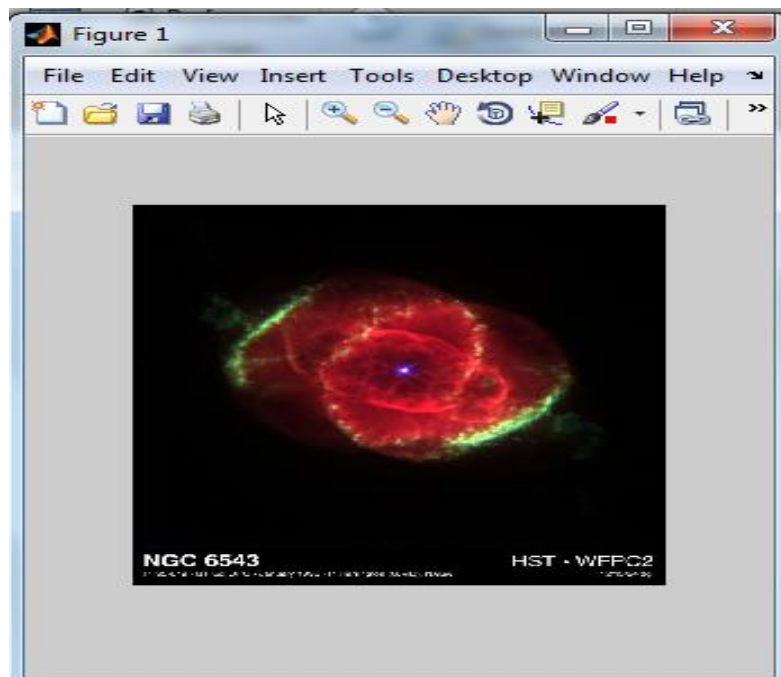 Figure 1
File Edit View Insert Tools Desktop Window Help
NGC 6543
HST · WFPC2